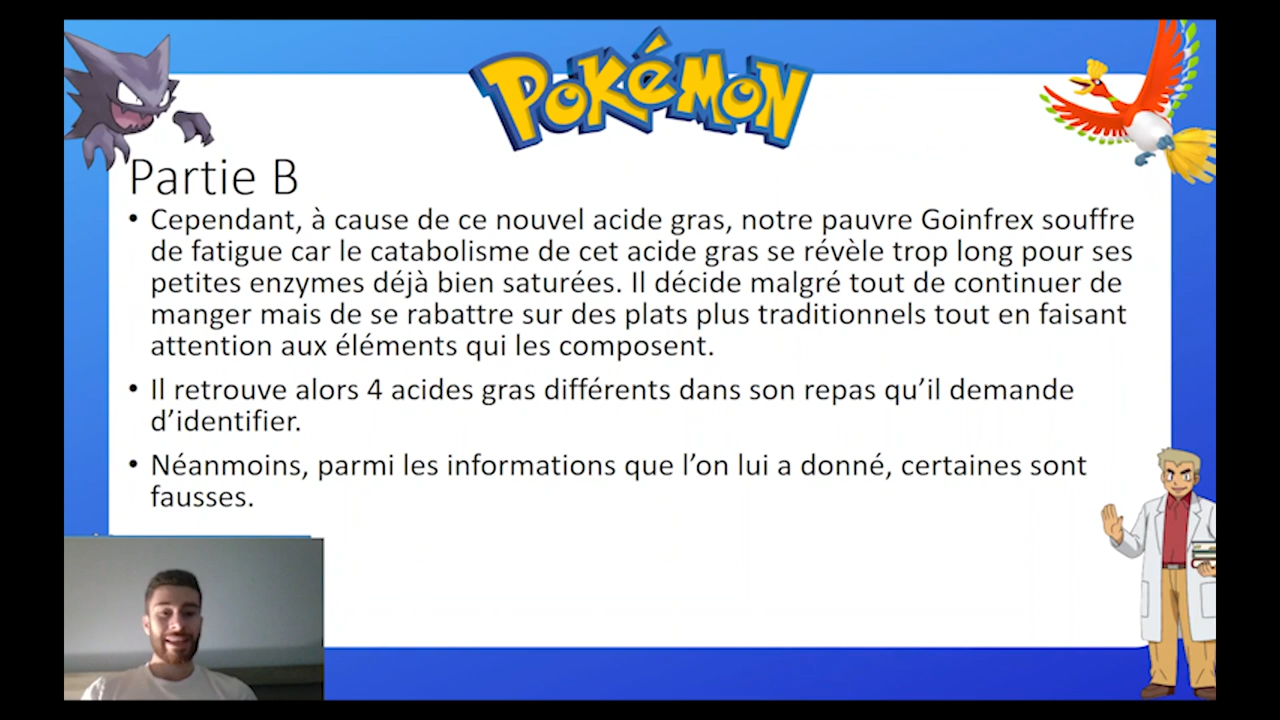 POKéMON
Partie B
• Cependant, à cause de ce nouvel acide gras, notre pauvre Goinfrex souffre
de fatigue car le catabolisme de cet acide gras se révèle trop long pour ses
petites enzymes déjà bien saturées. Il décide malgré tout de continuer de
manger mais de se rabattre sur des plats plus traditionnels tout en faisant
attention aux éléments qui les composent.
• Il retrouve alors 4 acides gras différents dans son repas qu’il demande
d’identifier.
• Néanmoins, parmi les informations que l’on lui a donné, certaines sont
fausses.